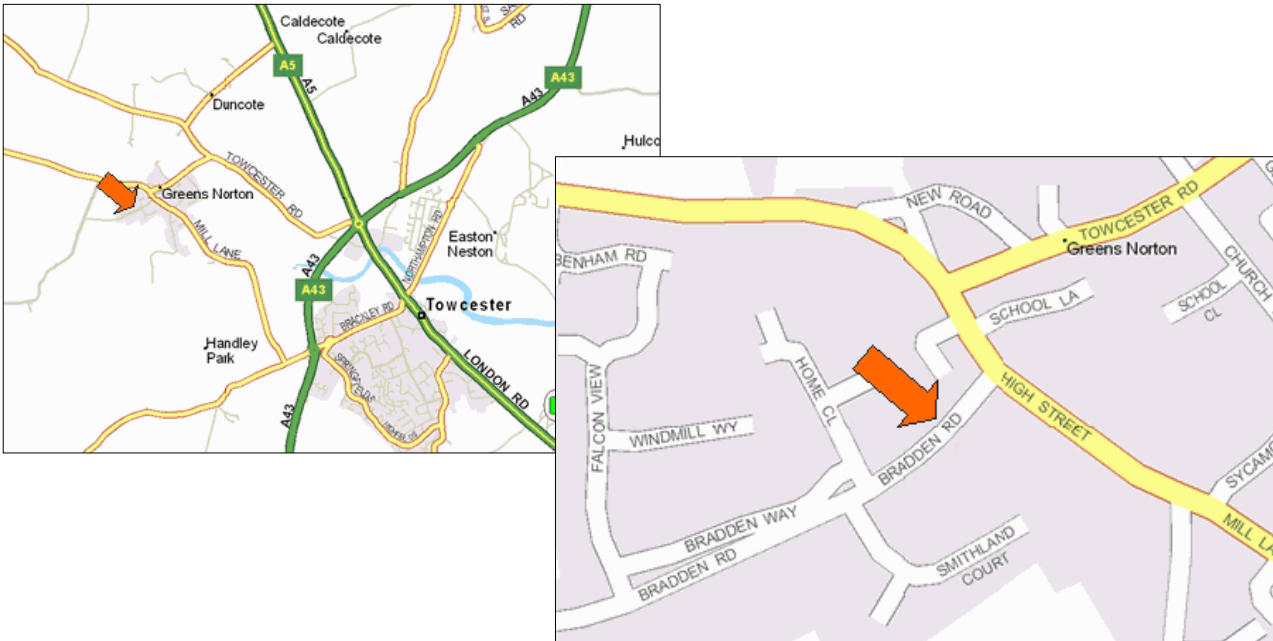 Caldecote
Caldecote
RD
A5
A5
A43
A43
Duncote
TOWCESTER RD
Greens Norton
MILL LANE
A43
A43
NORTHAMPTON RD
Easton
Neston
BRACKLEY RD
Towcester
Handley
Park
SPRINGFIELDS
LONDON RD
A43
NEW ROAD
TOWCESTER RD
Greens Norton
CHURCH
BENHAM RD
SCHOOL LA
SCHOOL
CL
HOME CL
HIGH STREET
FALCON VIEW
WINDMILL WY
BRADDEN RD
BRADDEN WAY
BRADDEN RD
SMITHLAND
COURT
SYCAMO
MILL LA
Hulco